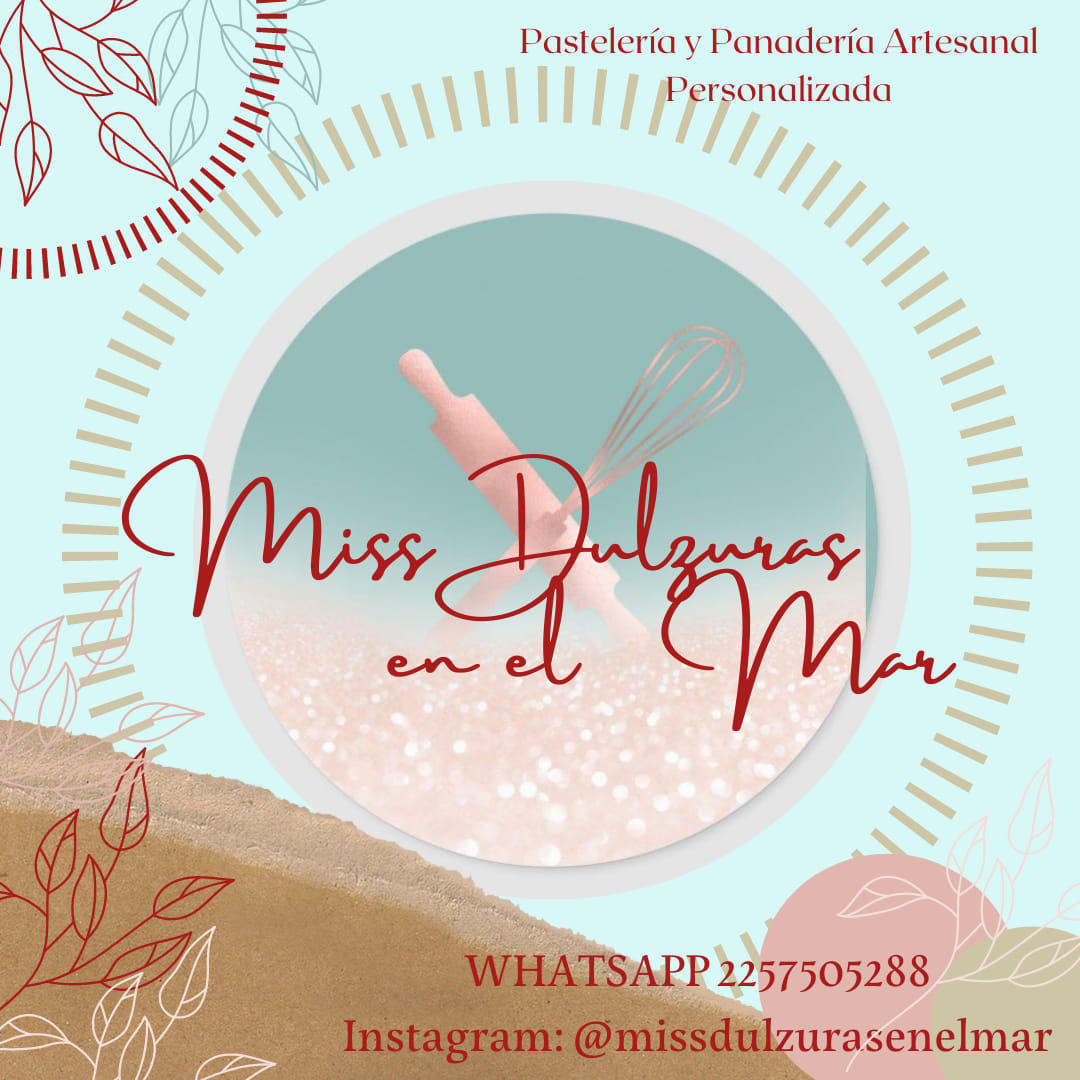 Pastelería y Panadería Artesanal
Personalizada
Miss Dulzuras
en el Mar
WHATSAPP 2257505288
Instagram: @missdulzurasenelmar